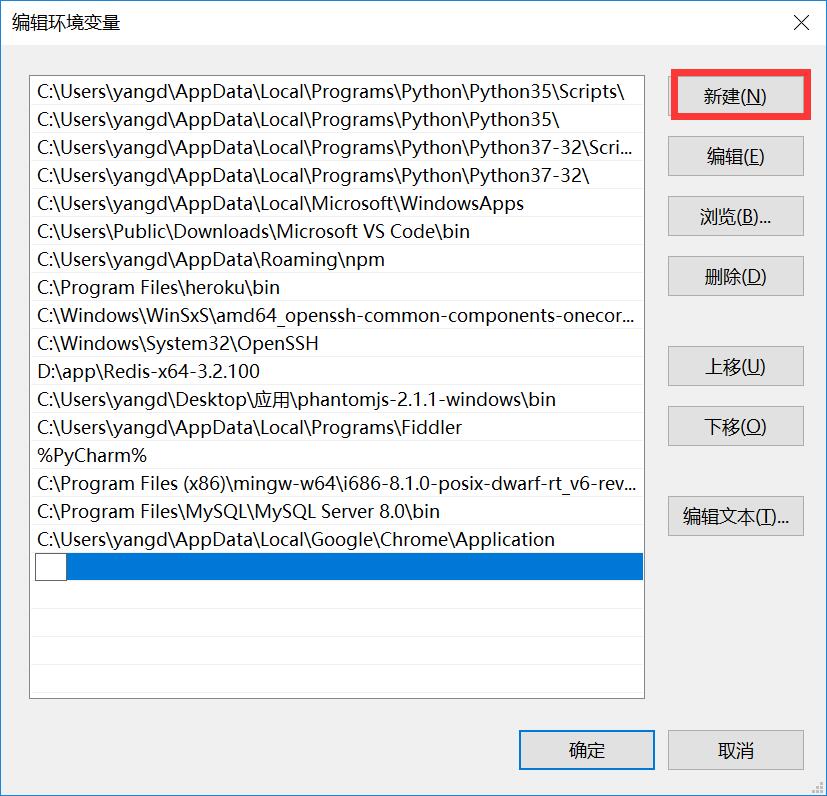 编辑环境变量
C:\Users\yangd\AppData\Local\Programs\Python\Python35\Scripts\
C:\Users\yangd\AppData\Local\Programs\Python\Python35\
C:\Users\yangd\AppData\Local\Programs\Python\Python37-32\Scri...
C:\Users\yangd\AppData\Local\Programs\Python\Python37-32\
C:\Users\yangd\AppData\Local\Microsoft\WindowsApps
C:\Users\Public\Downloads\Microsoft VS Code\bin
C:\Users\yangd\AppData\Roaming\npm
C:\Program Files\heroku\bin
C:\Windows\WinSxS\amd64_openssh-common-components-onecor...
C:\Windows\System32\OpenSSH
D:\app\Redis-x64-3.2.100
C:\Users\yangd\Desktop\应用\phantomjs-2.1.1-windows\bin
C:\Users\yangd\AppData\Local\Programs\Fiddler
%PyCharm%
C:\Program Files (x86)\mingw-w64\i686-8.1.0-posix-dwarf-rt_v6-rev...
C:\Program Files\MySQL\MySQL Server 8.0\bin
C:\Users\yangd\AppData\Local\Google\Chrome\Application
新建(N)
编辑(E)
浏览(B)...
删除(D)
上移(U)
下移(O)
编辑文本(T)...
确定
取消